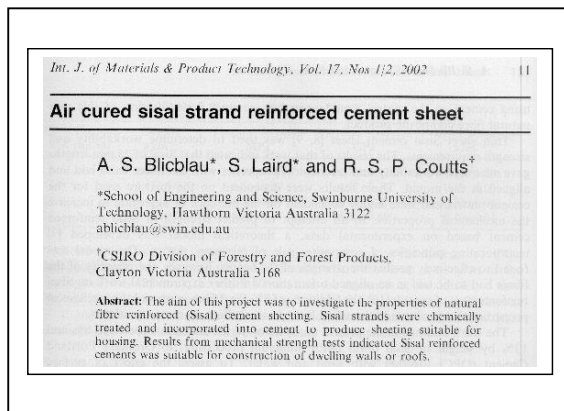 Int. J. of Materials & Product Technology, Vol. 17, Nos 1/2, 2002 11
Air cured sisal strand reinforced cement sheet
A. S. Blicblau*, S. Laird* and R. S. P. Coutts†
*School of Engineering and Science, Swinburne University of
Technology, Hawthorn Victoria Australia 3122
ablicblau@swin.edu.au
†CSIRO Division of Forestry and Forest Products.
Clayton Victoria Australia 3168
Abstract: The aim of this project was to investigate the properties of natural
fibre reinforced (Sisal) cement sheeting. Sisal strands were chemically
treated and incorporated into cement to produce sheeting suitable for
housing. Results from mechanical strength tests indicated Sisal reinforced
cements was suitable for construction of dwelling walls or roofs.